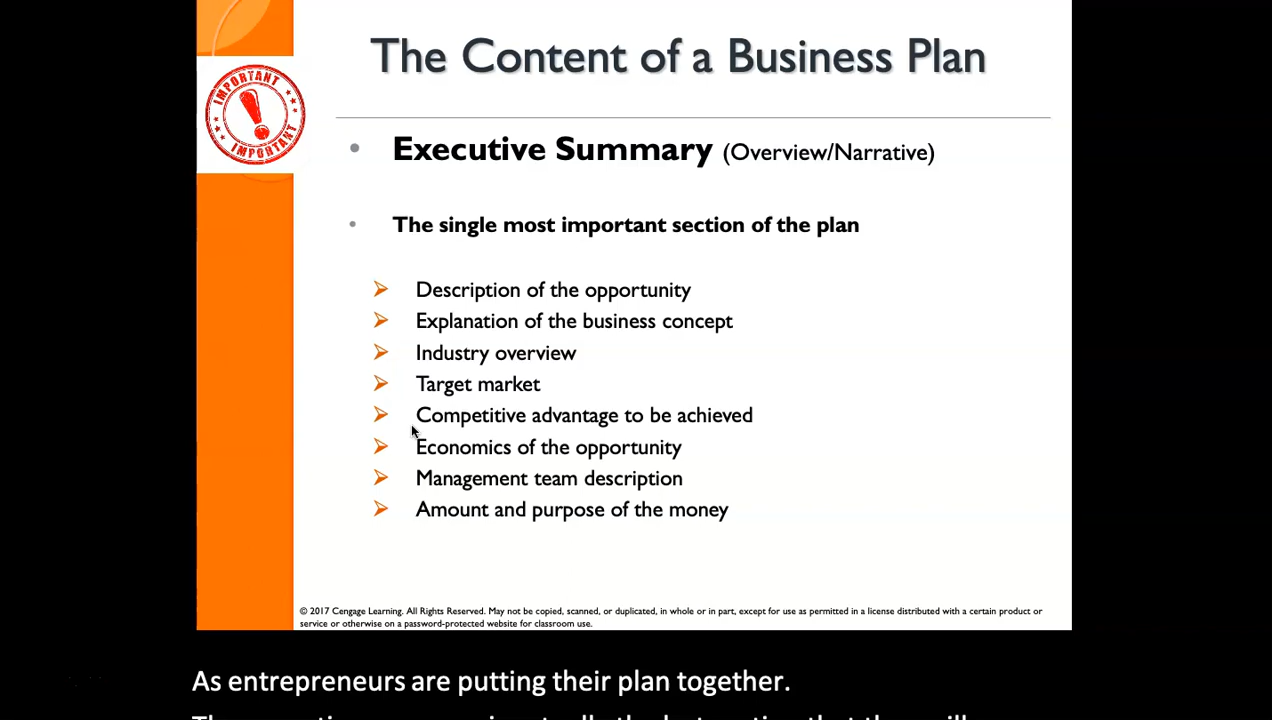 The Content of a Business Plan
IMPORTANT
IMPORTANT
• Executive Summary (Overview/Narrative)
• The single most important section of the plan
➢ Description of the opportunity
➢ Explanation of the business concept
➢ Industry overview
➢ Target market
➢ Competitive advantage to be achieved
➢ Economics of the opportunity
➢ Management team description
➢ Amount and purpose of the money
© 2017 Cengage Learning. All Rights Reserved. May not be copied, scanned, or duplicated, in whole or in part, except for use as permitted in a license distributed with a certain product or
service or otherwise on a password-protected website for classroom use.
As entrepreneurs are putting their plan together.